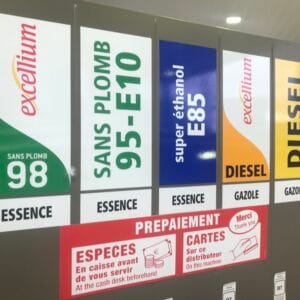 excellium
SANS PLOMB
98
ESSENCE
SANS PLOMB
95-E10
ESSENCE
super éthanol
E85
ESSENCE
excellium
DIESEL
GAZOLE
DIESEL
GAZOLE
PREPAIEMENT
ESPECES
En caisse avant
de vous servir
At the cash desk beforehand
CARTES
Sur ce
distributeur
On this machine
Merci
Thank You